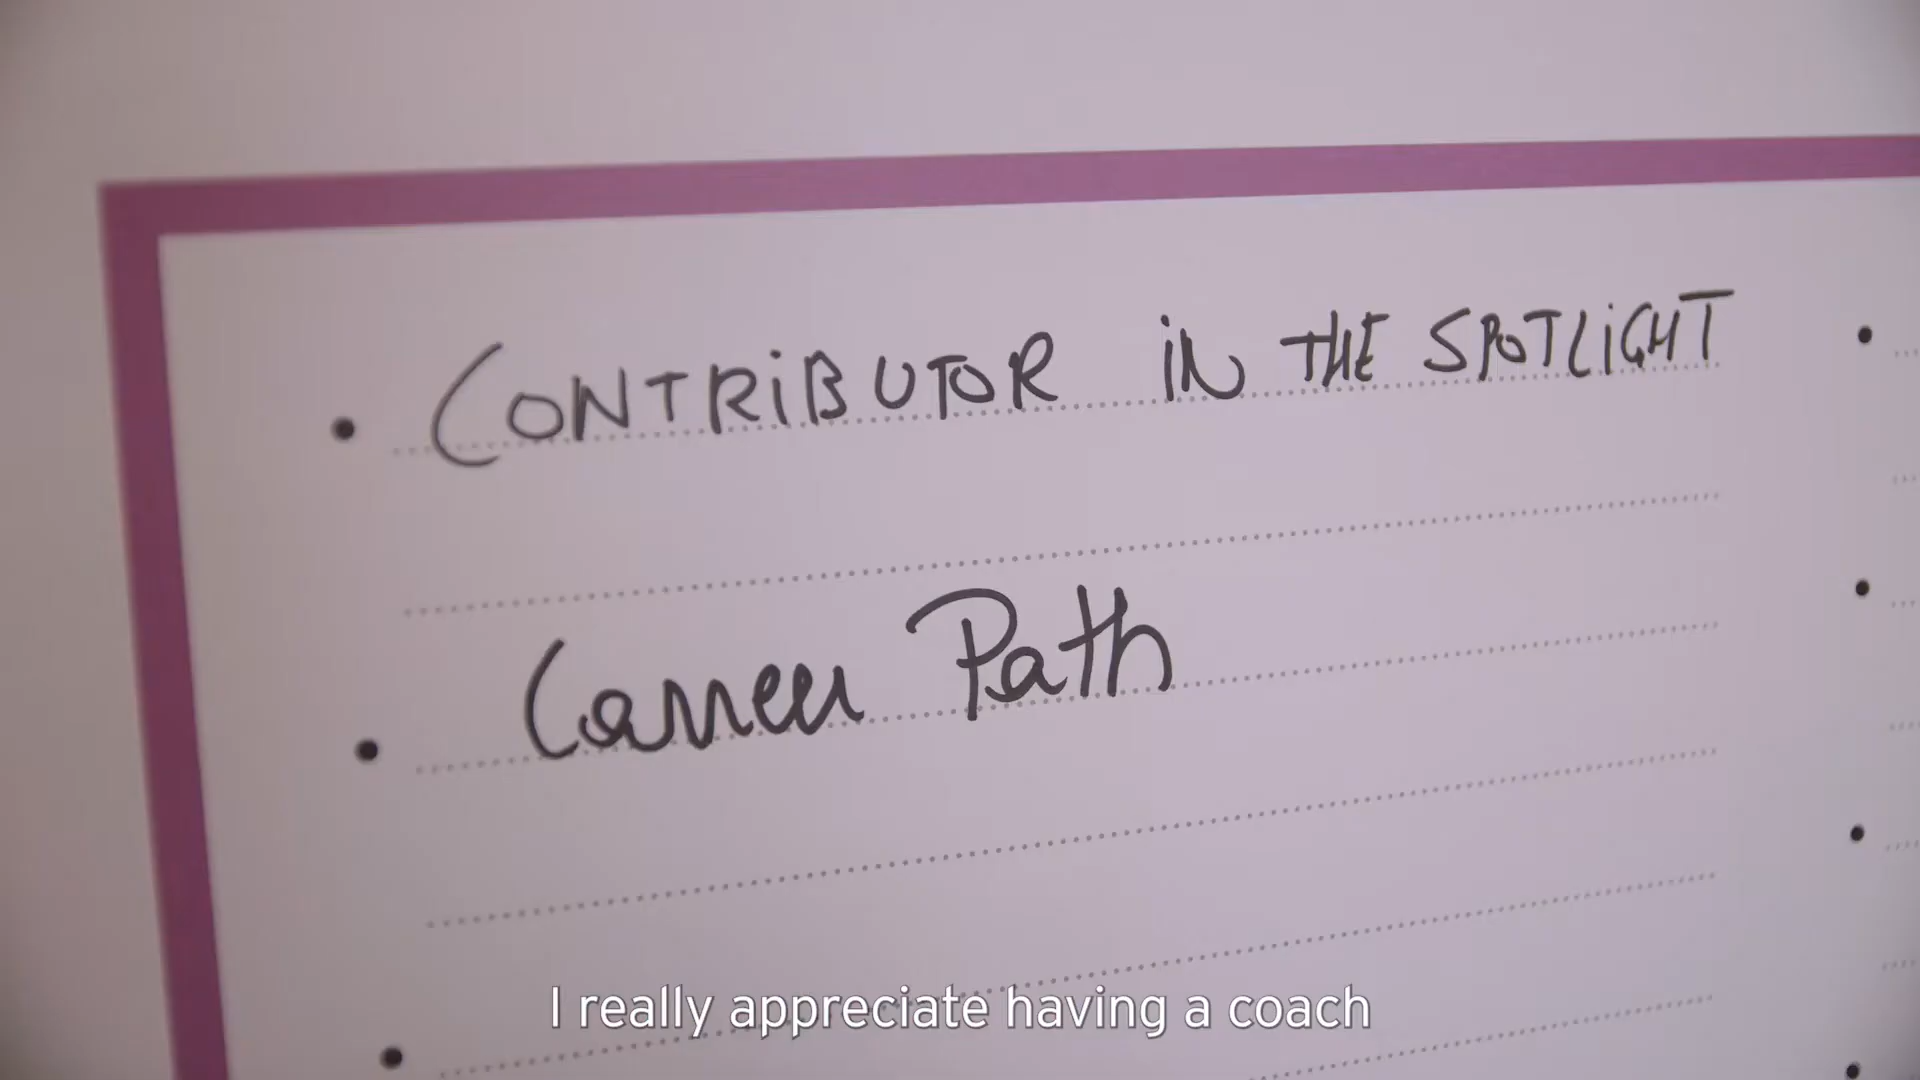 CONTRIBUTOR IN THE SPOTLIGHT
Career Path
I really appreciate having a coach